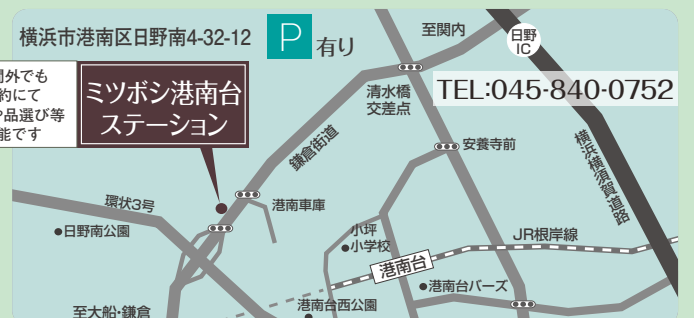 横浜市港南区日野南4-32-12
P 有り
至関内
日野
IC
間外でも
約にて
や品選び等
能です
ミツボシ港南台
ステーション
清水橋
交差点
TEL:045-840-0752
鎌倉街道
安養寺前
横浜横須賀道路
環状3号
港南車庫
●日野南公園
小坪
●小学校
JR根岸線
港南台
●港南台バーズ
港南台西公園
至大船・鎌倉